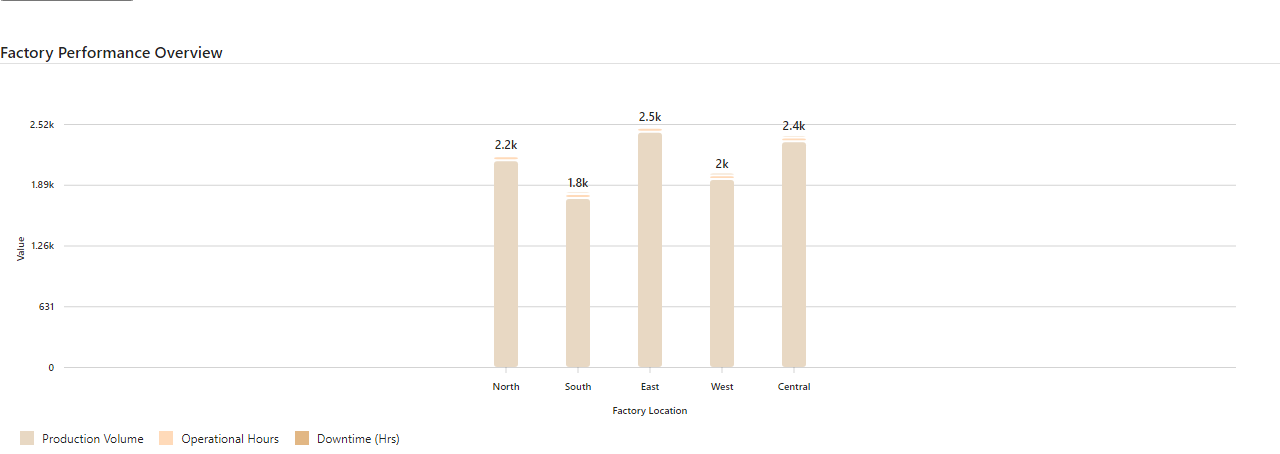 Factory Performance Overview
2.52k
1.89k
1.26k
631
0
Value
2.2k
1.8k
2.5k
2k
2.4k
North South East West Central
Factory Location
Production Volume Operational Hours Downtime (Hrs)